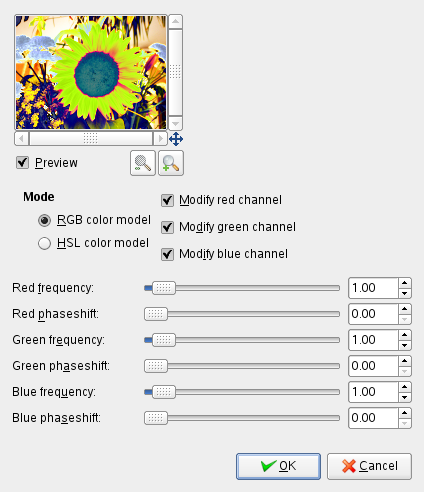 Preview
Mode
RGB color model
HSL color model
Modify red channel
Modify green channel
Modify blue channel
Red frequency: 1.00
Red phaseshift: 0.00
Green frequency: 1.00
Green phaseshift: 0.00
Blue frequency: 1.00
Blue phaseshift: 0.00
OK Cancel